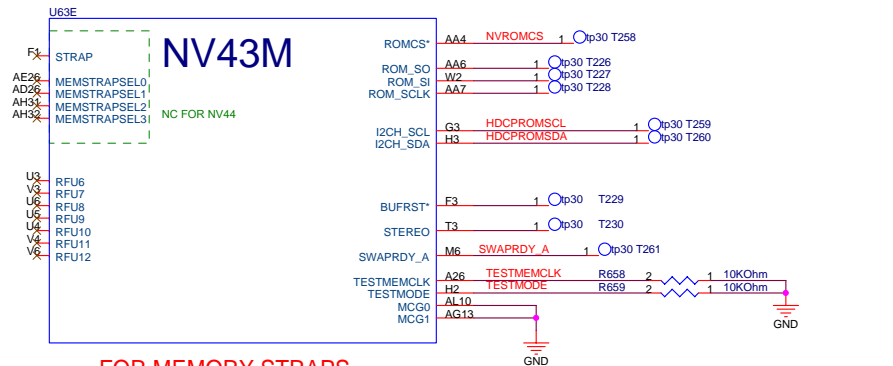 U63E
NV43M
F1 STRAP
AE26 MEMSTRAPSEL0
AD26 MEMSTRAPSEL1
AH31 MEMSTRAPSEL2
AH32 MEMSTRAPSEL3
NC FOR NV44
U3 RFU6
V3 RFU7
U6 RFU8
U5 RFU9
U4 RFU10
V4 RFU11
V6 RFU12
ROMCS* AA4 NVROMCS 1 tp30 T258
ROM_SO AA6 1 tp30 T226
ROM_SI W2 1 tp30 T227
ROM_SCLK AA7 1 tp30 T228
I2CH_SCL G3 HDCPROMSCL 1 tp30 T259
I2CH_SDA H3 HDCPROMSDA 1 tp30 T260
BUFRST* F3 1 tp30 T229
STEREO T3 1 tp30 T230
SWAPRDY_A M6 SWAPRDY_A 1 tp30 T261
TESTMEMCLK A26 TESTMEMCLK R658 2 1 10KOhm
TESTMODE H2 TESTMODE R659 2 1 10KOhm
MCG0 AL10
MCG1 AG13
GND
GND
FOR MEMORY STRAPS